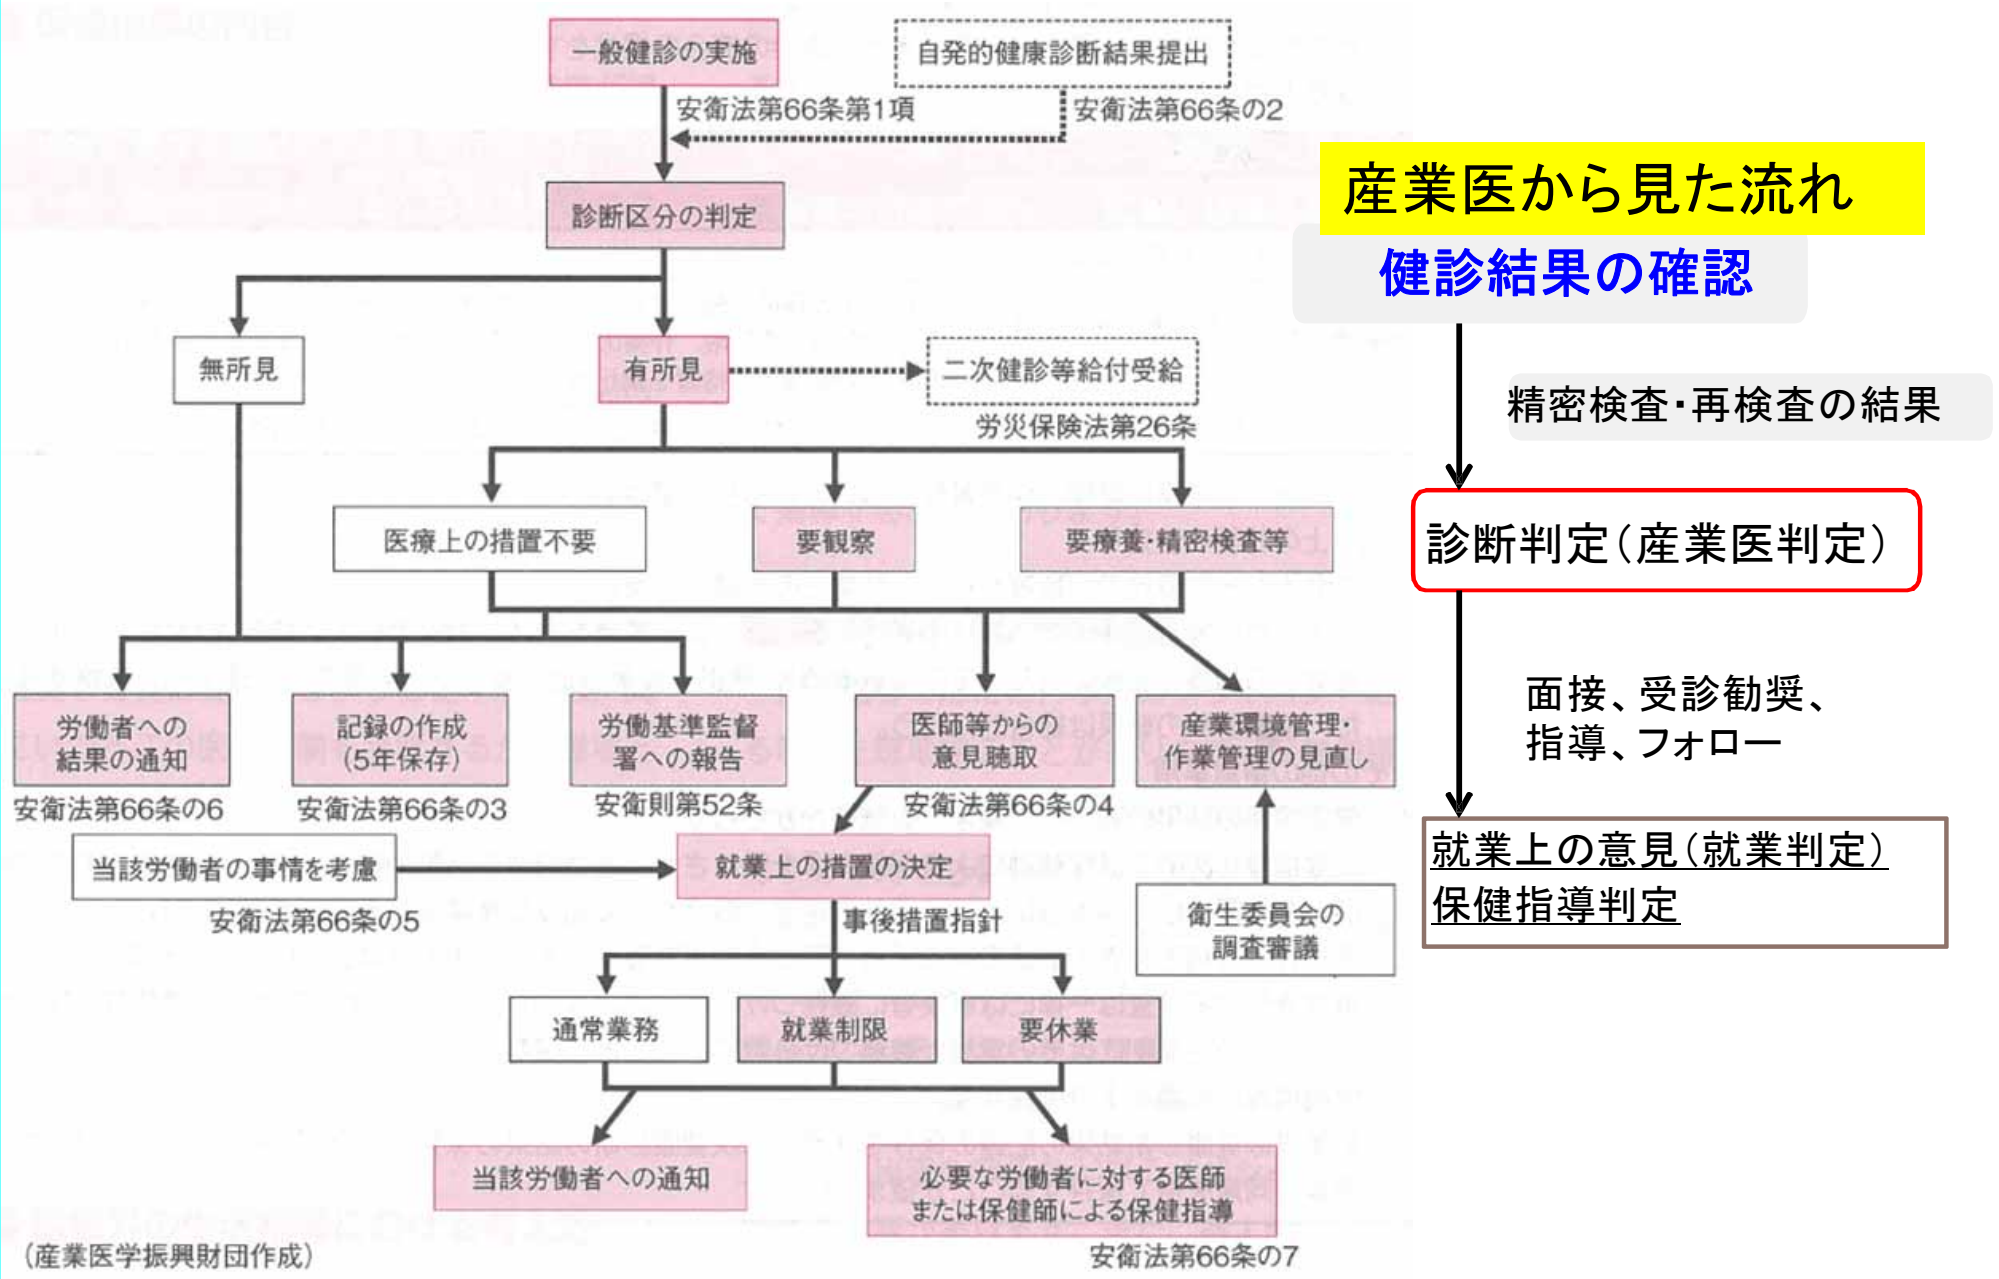 一般健診の実施
自発的健康診断結果提出
安衛法第66条第1項
安衛法第66条の2
診断区分の判定
無所見
有所見
二次健診等給付受給
労災保険法第26条
医療上の措置不要
要観察
要療養・精密検査等
労働者への
結果の通知
安衛法第66条の6
記録の作成
(5年保存)
安衛法第66条の3
労働基準監督
署への報告
安衛則第52条
医師等からの
意見聴取
安衛法第66条の4
産業環境管理・
作業管理の見直し
当該労働者の事情を考慮
安衛法第66条の5
就業上の措置の決定
事後措置指針
衛生委員会の
調査審議
通常業務
就業制限
要休業
当該労働者への通知
必要な労働者に対する医師
または保健師による保健指導
安衛法第66条の7
(産業医学振興財団作成)
産業医から見た流れ
健診結果の確認
精密検査・再検査の結果
診断判定(産業医判定)
面接、受診勧奨、
指導、フォロー
就業上の意見(就業判定)
保健指導判定